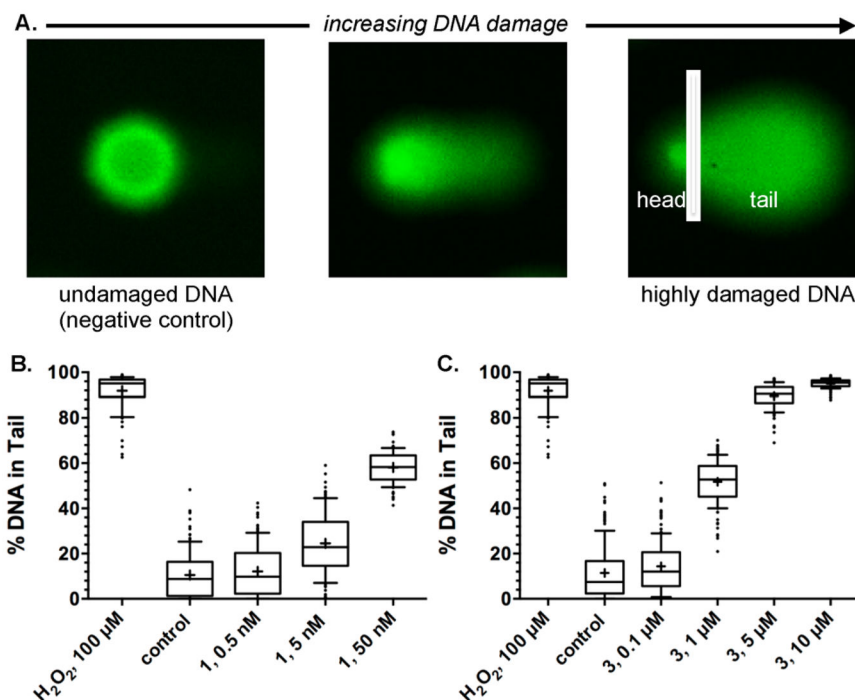 A. increasing DNA damage
head tail
undamaged DNA
(negative control)
highly damaged DNA
B.
% DNA in Tail
100
80
60
40
20
0
H₂O₂, 100 µM
control
1, 0.5 nM
1, 5 nM
1, 50 nM
C.
% DNA in Tail
100
80
60
40
20
0
H₂O₂, 100 µM
control
3, 0.1 µM
3, 1 µM
3, 5 µM
3, 10 µM